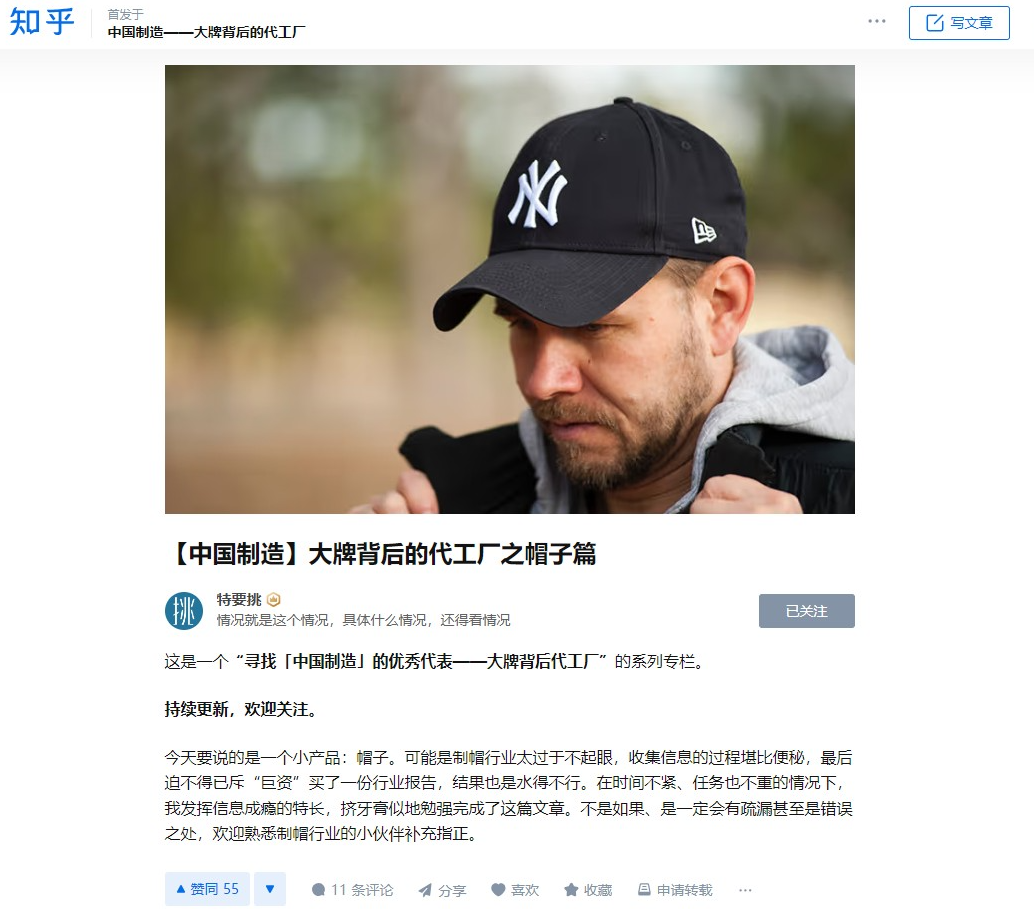 知乎
首发于
中国制造——大牌背后的代工厂
写文章
NY
【中国制造】大牌背后的代工厂之帽子篇
挑
特要挑
情况就是这个情况，具体什么情况，还得看情况
已关注
这是一个“寻找「中国制造」的优秀代表——大牌背后代工厂”的系列专栏。
持续更新，欢迎关注。
今天要说的是一个小产品：帽子。可能是制帽行业太过于不起眼，收集信息的过程堪比便秘，最后
迫不得已斥“巨资”买了一份行业报告，结果也是水得不行。在时间不紧、任务也不重的情况下，
我发挥信息成瘾的特长，挤牙膏似地勉强完成了这篇文章。不是如果、是一定会有疏漏甚至是错误
之处，欢迎熟悉制帽行业的小伙伴补充指正。
赞同 55
11 条评论
分享
喜欢
收藏
申请转载